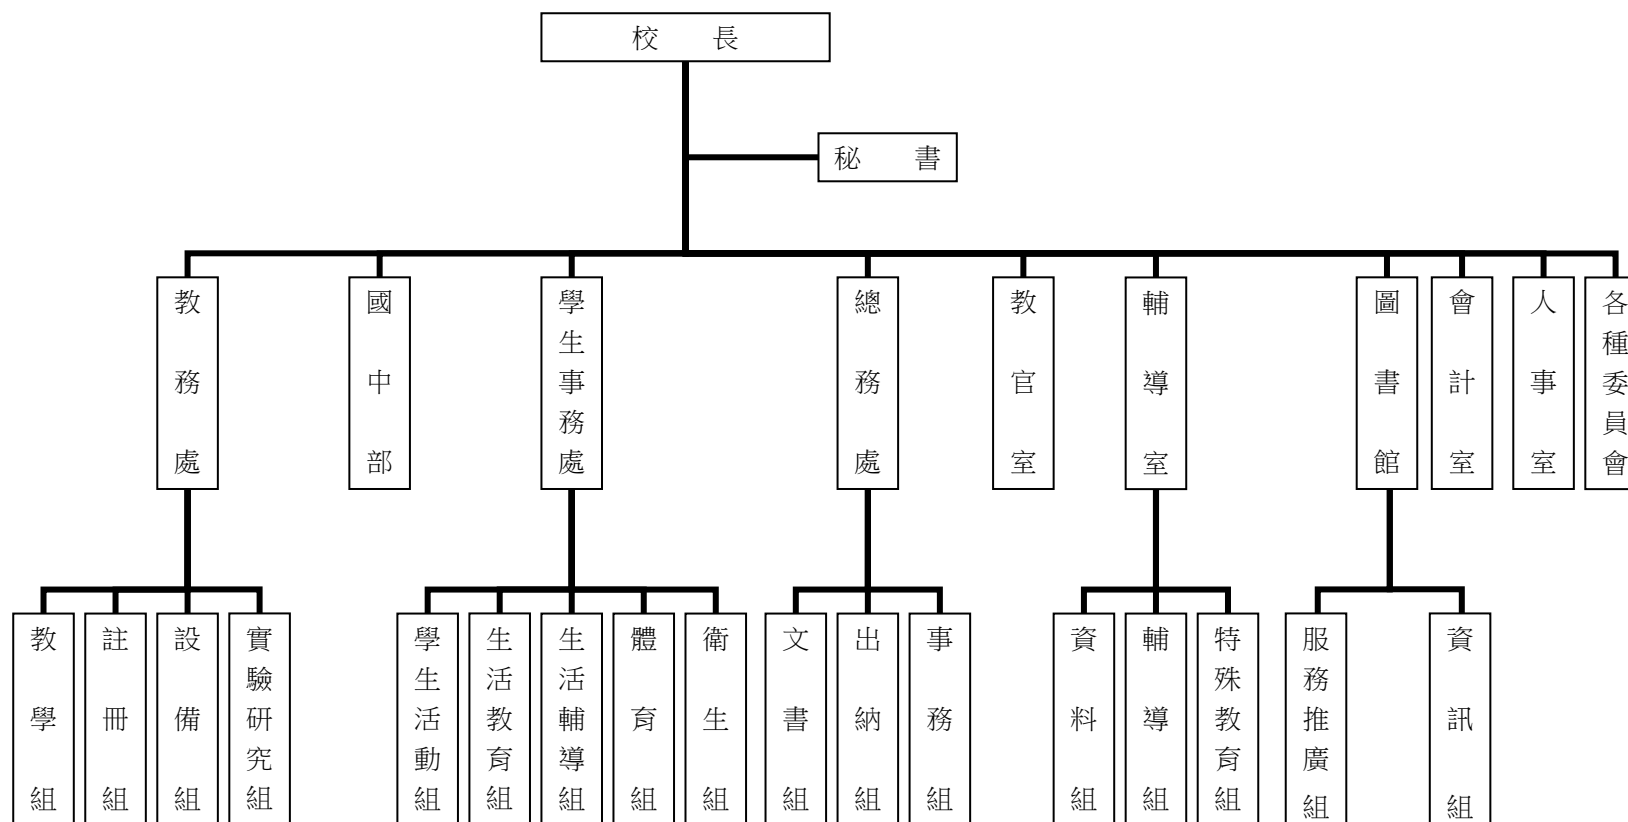 校長
秘書
教務處
國中部
學生事務處
總務處
教官室
輔導室
圖書館
會計室
人事室
各種委員會
教學組
註冊組
設備組
實驗研究組
學生活動組
生活教育組
生活輔導組
體育組
衛生組
文書組
出納組
事務組
資料組
輔導組
特殊教育組
服務推廣組
資訊組